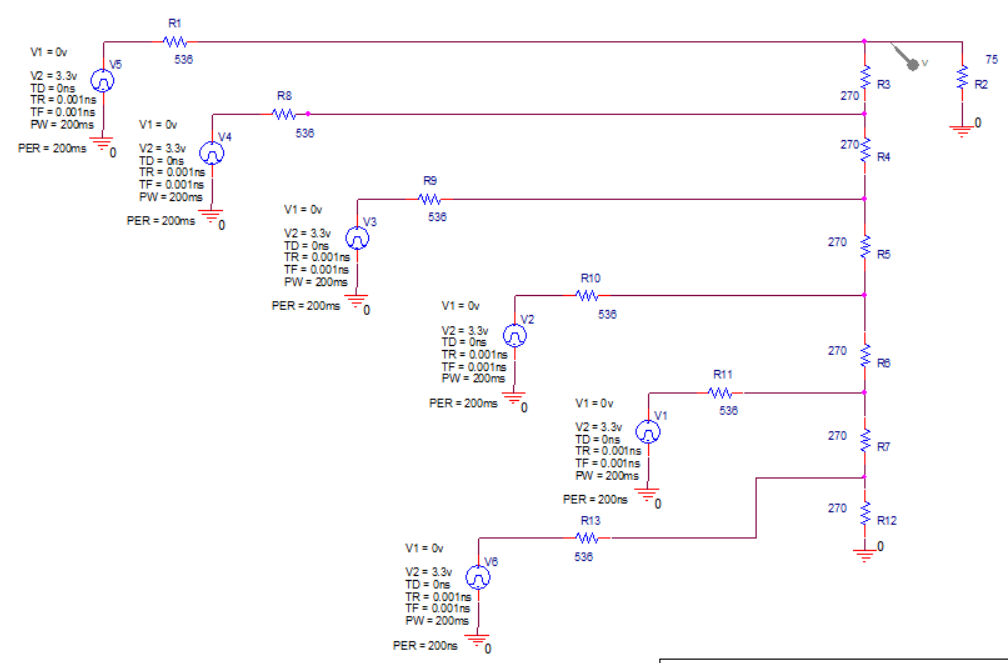 R1
536
V1 = 0v
V5
V2 = 3.3v
TD = 0ns
TR = 0.001ns
TF = 0.001ns
PW = 200ms
PER = 200ms
0
V
R3
270
75
R2
0
R8
536
V1 = 0v
V4
V2 = 3.3v
TD = 0ns
TR = 0.001ns
TF = 0.001ns
PW = 200ms
PER = 200ms
0
270
R4
R9
536
V1 = 0v
V3
V2 = 3.3v
TD = 0ns
TR = 0.001ns
TF = 0.001ns
PW = 200ms
PER = 200ms
0
270
R5
R10
536
V1 = 0v
V2
V2 = 3.3v
TD = 0ns
TR = 0.001ns
TF = 0.001ns
PW = 200ms
PER = 200ms
0
270
R6
R11
536
V1 = 0v
V1
V2 = 3.3v
TD = 0ns
TR = 0.001ns
TF = 0.001ns
PW = 200ms
PER = 200ns
0
270
R7
270
R12
0
R13
536
V1 = 0v
V6
V2 = 3.3v
TD = 0ns
TR = 0.001ns
TF = 0.001ns
PW = 200ms
PER = 200ns
0